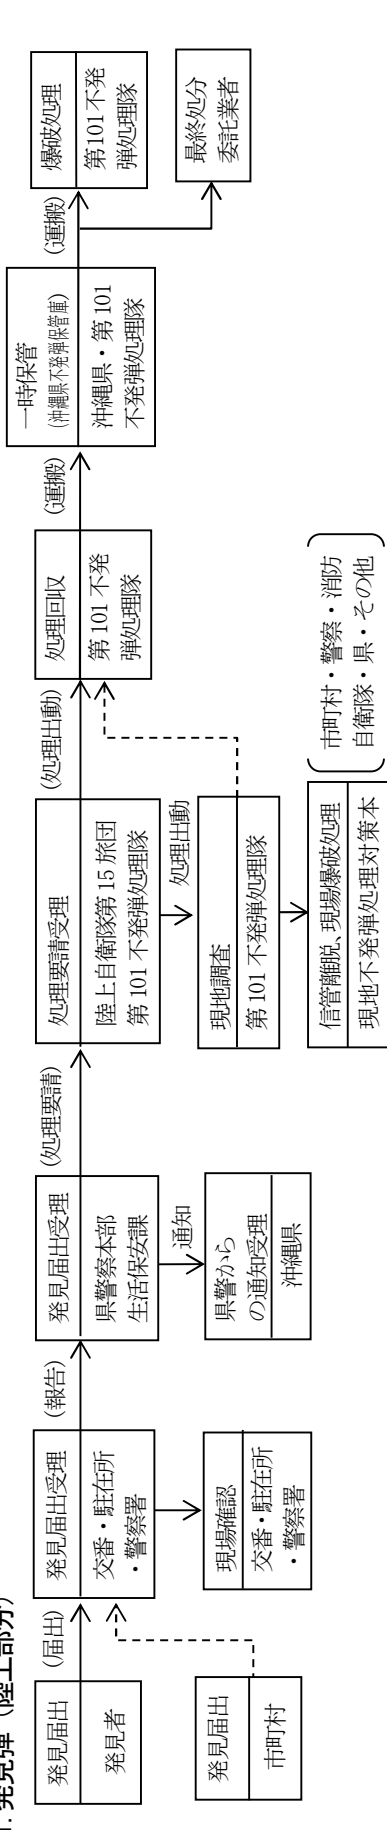 1. 発見弾（陸上部分）
発見届出
発見者
(届出)
発見届出
市町村
発見届出受理
交番・駐在所
・警察署
現場確認
交番・駐在所
・警察署
(報告)
発見届出受理
県警察本部
生活保安課
通知
県警から
の通知受理
沖縄県
(処理要請)
処理要請受理
陸上自衛隊第15旅団
第101不発弾処理隊
処理出動
現地調査
第101不発弾処理隊
信管離脱、現場爆破処理
現地不発弾処理対策本
市町村・警察・消防
自衛隊・県・その他
(処理出動)
処理回収
第101不発
弾処理隊
(運搬)
一時保管
(沖縄県不発弾保管庫)
沖縄県・第101
不発弾処理隊
(運搬)
爆破処理
第101不発
弾処理隊
最終処分
委託業者